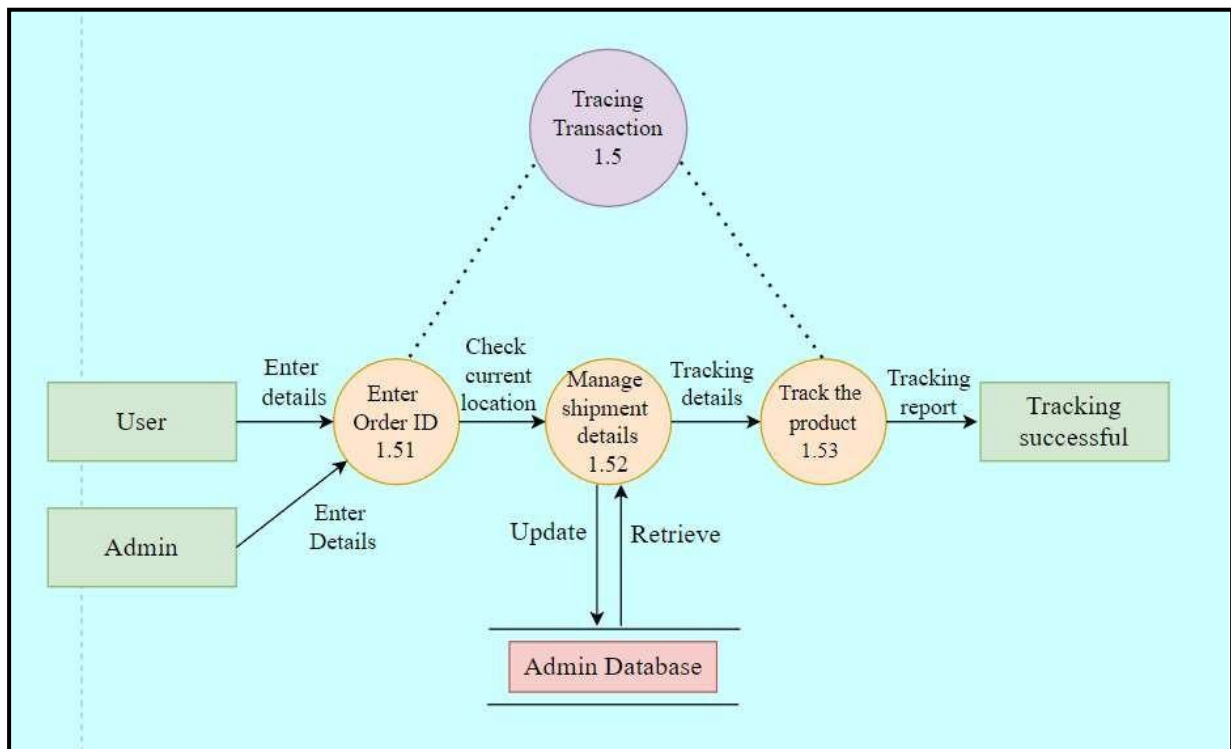 Tracing
Transaction
1.5
Enter
details
Check
current
location
Tracking
details
Tracking
report
User
Enter
Order ID
1.51
Manage
shipment
details
1.52
Track the
product
1.53
Tracking
successful
Admin
Enter
Details
Update
Retrieve
Admin Database